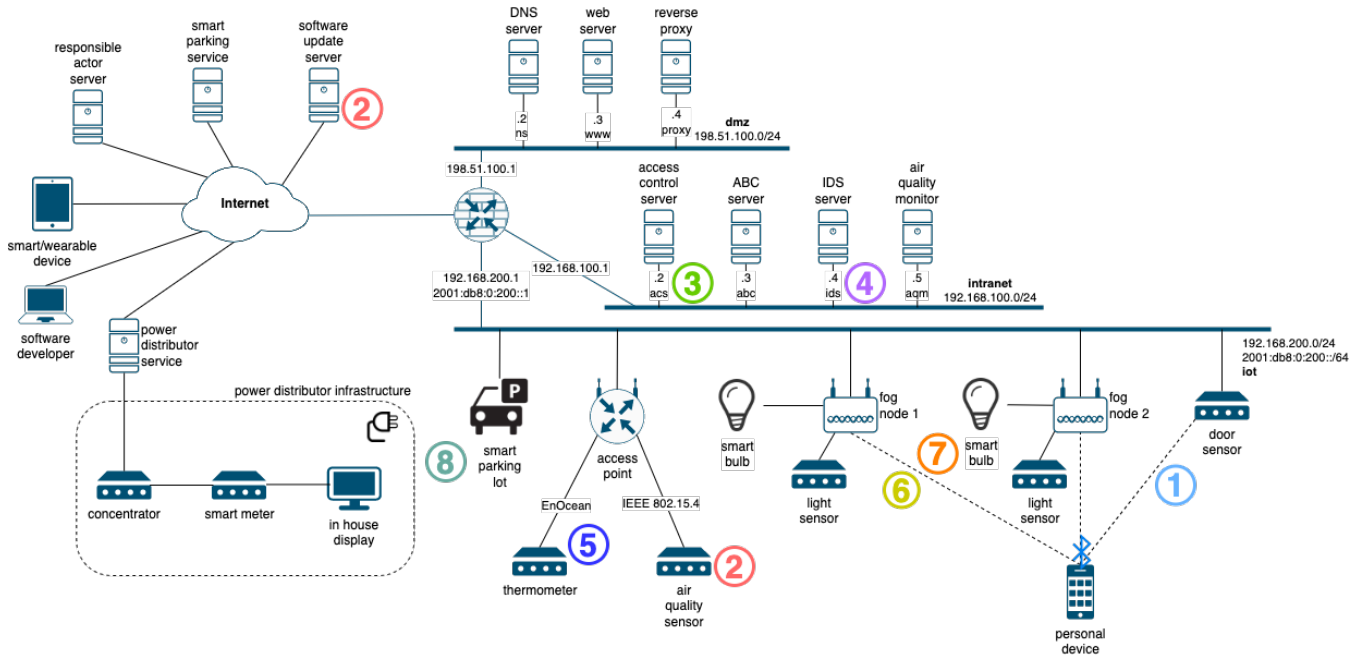 DNS
server
web
server
reverse
proxy
smart
parking
service
software
update
server
responsible
actor
server
2
.2
ns
.3
www
.4
proxy
dmz
198.51.100.0/24
198.51.100.1
Internet
smart/wearable
device
software
developer
power
distributor
service
access
control
server
ABC
server
IDS
server
air
quality
monitor
192.168.100.1
192.168.200.1
2001:db8:0:200::1
.2
acs
3
.3
abc
.4
ids
4
.5
aqm
intranet
192.168.100.0/24
192.168.200.0/24
2001:db8:0:200::/64
iot
power distributor infrastructure
concentrator
smart meter
in house
display
P
8
smart
parking
lot
access
point
EnOcean
IEEE 802.15.4
5
thermometer
2
air
quality
sensor
smart
bulb
fog
node 1
light
sensor
6
7
smart
bulb
fog
node 2
light
sensor
door
sensor
1
personal
device